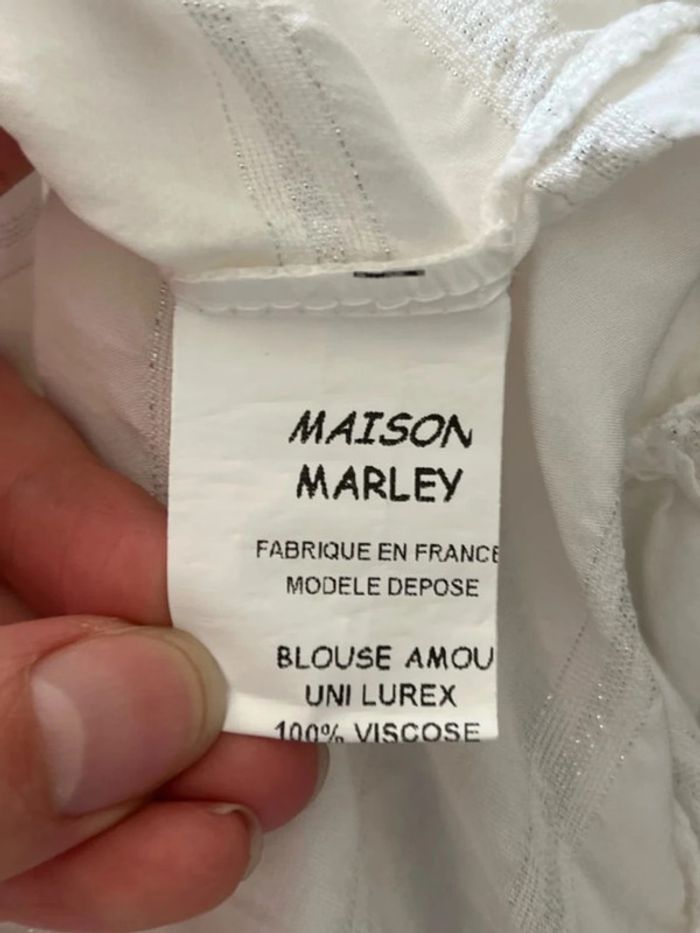 MAISON
MARLEY
FABRIQUE EN FRANCE
MODELE DEPOSE
BLOUSE AMOU
UNI LUREX
100% VISCOSE